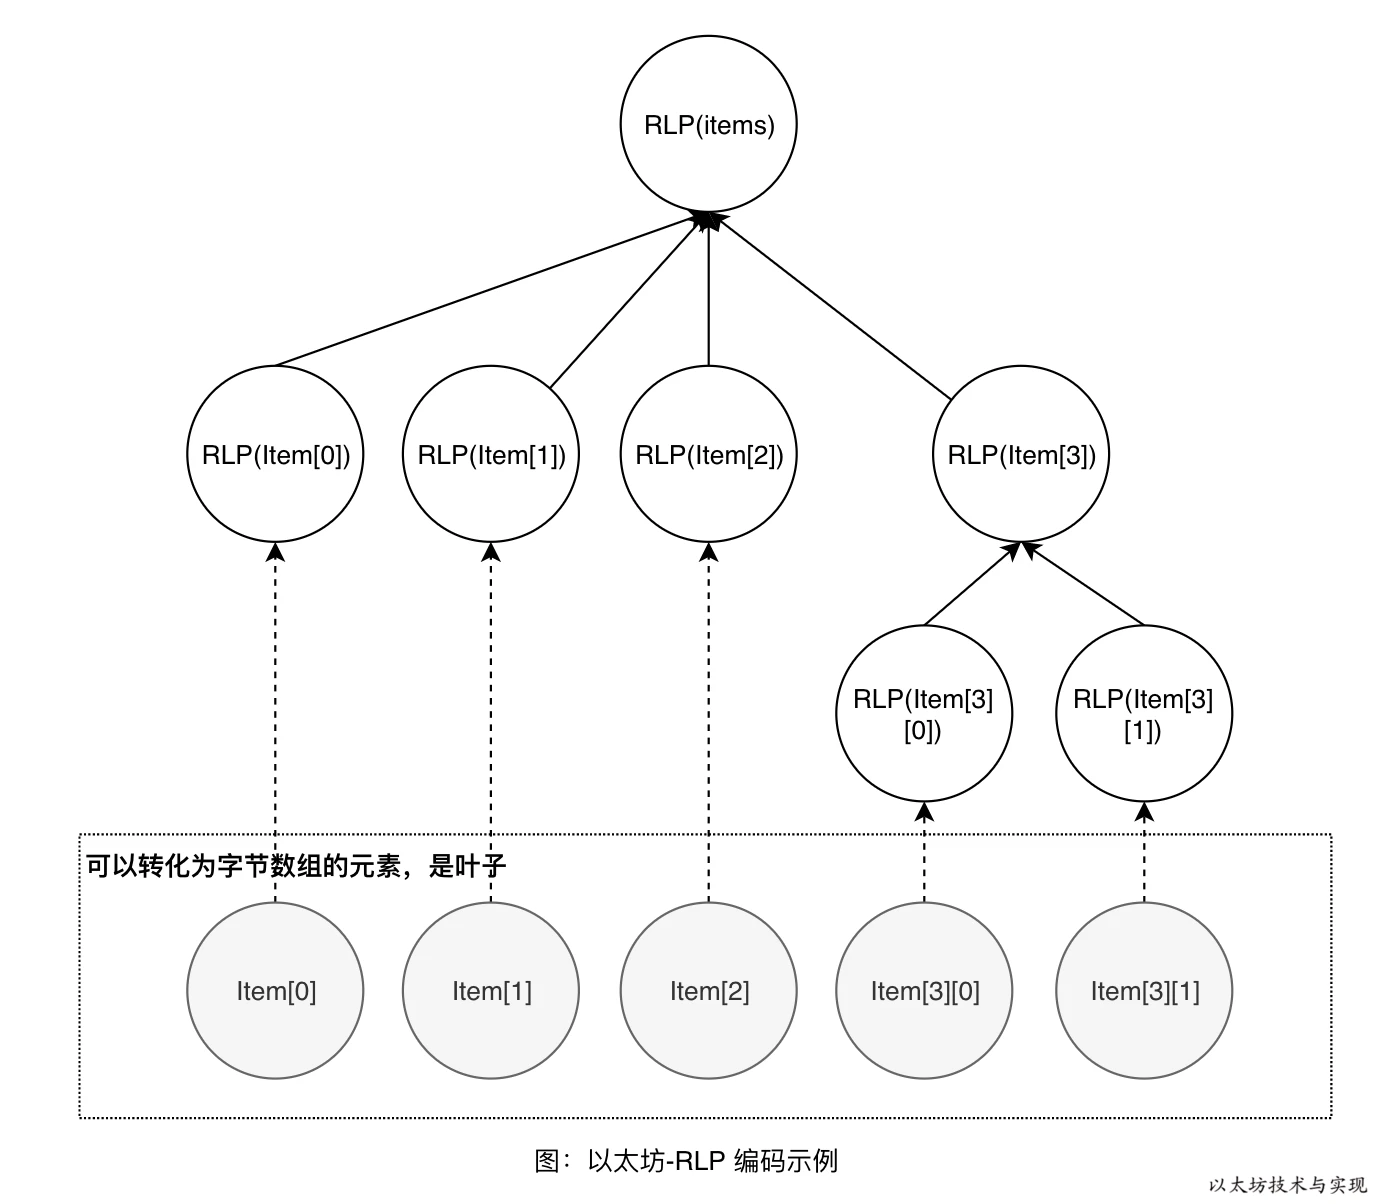 RLP(items)
RLP(Item[0])
RLP(Item[1])
RLP(Item[2])
RLP(Item[3])
RLP(Item[3]
[0])
RLP(Item[3]
[1])
可以转化为字节数组的元素，是叶子
Item[0]
Item[1]
Item[2]
Item[3][0]
Item[3][1]
图：以太坊-RLP 编码示例
以太坊技术与实现